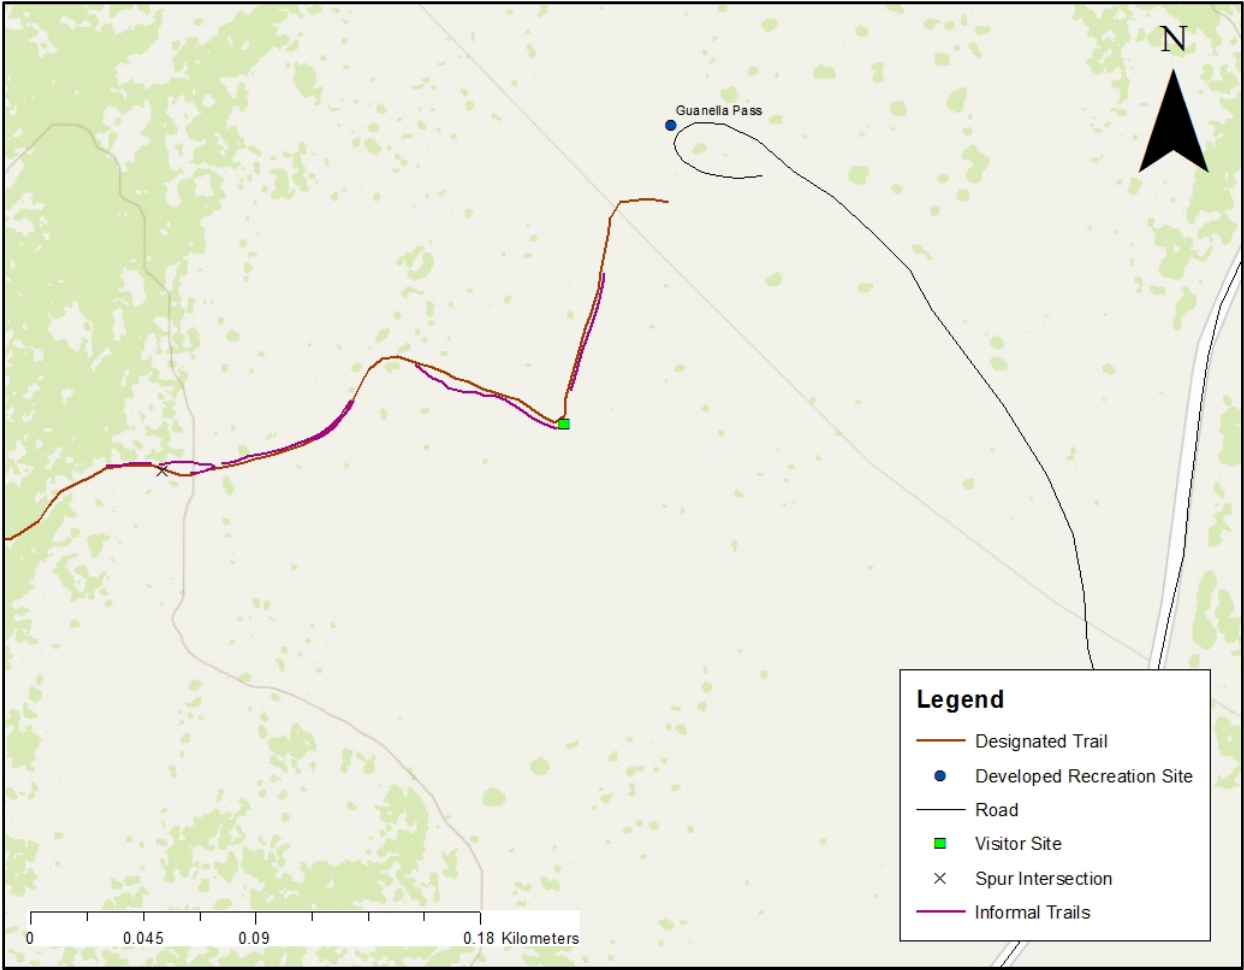 N
Guanella Pass
Legend
Designated Trail
Developed Recreation Site
Road
Visitor Site
Spur Intersection
Informal Trails
0 0.045 0.09 0.18 Kilometers